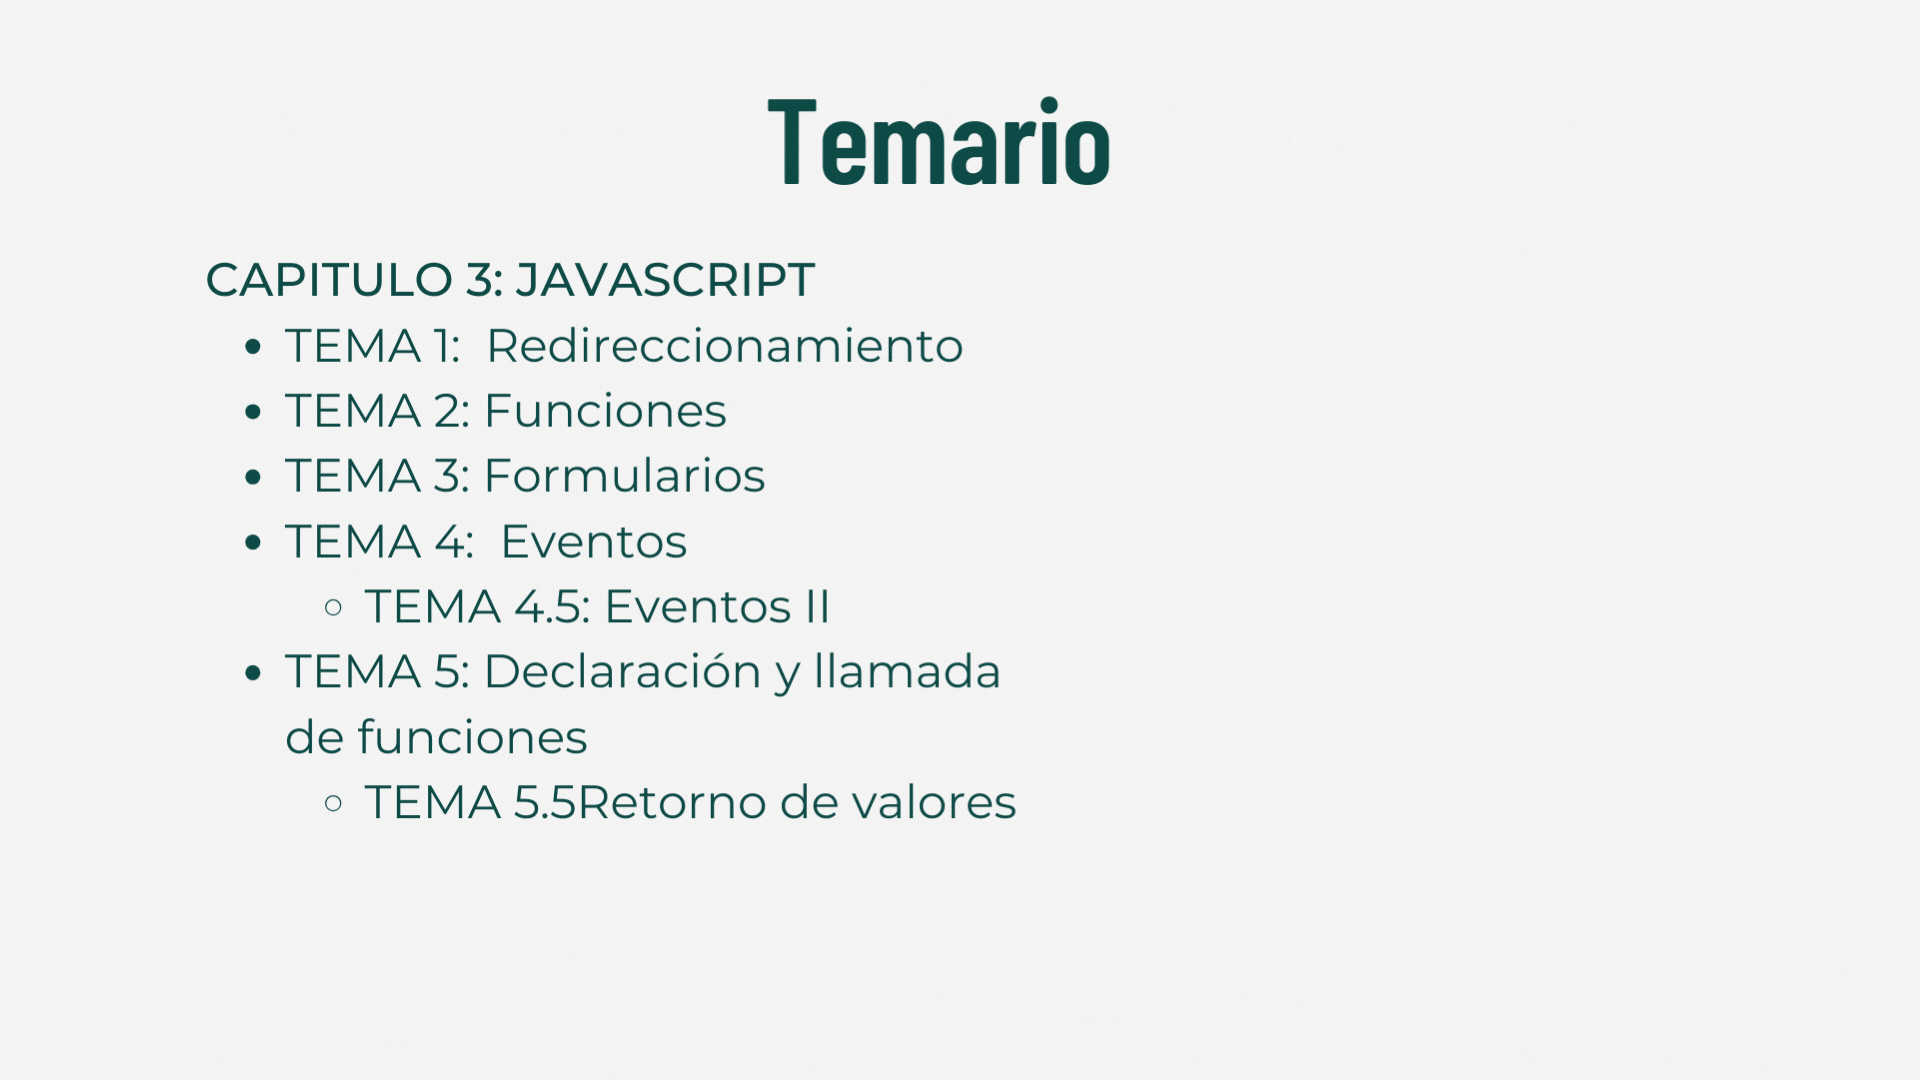 Temario
CAPITULO 3: JAVASCRIPT
TEMA 1:  Redireccionamiento
TEMA 2: Funciones
TEMA 3: Formularios
TEMA 4:  Eventos
TEMA 4.5: Eventos II
TEMA 5: Declaración y llamada
de funciones
TEMA 5.5Retorno de valores